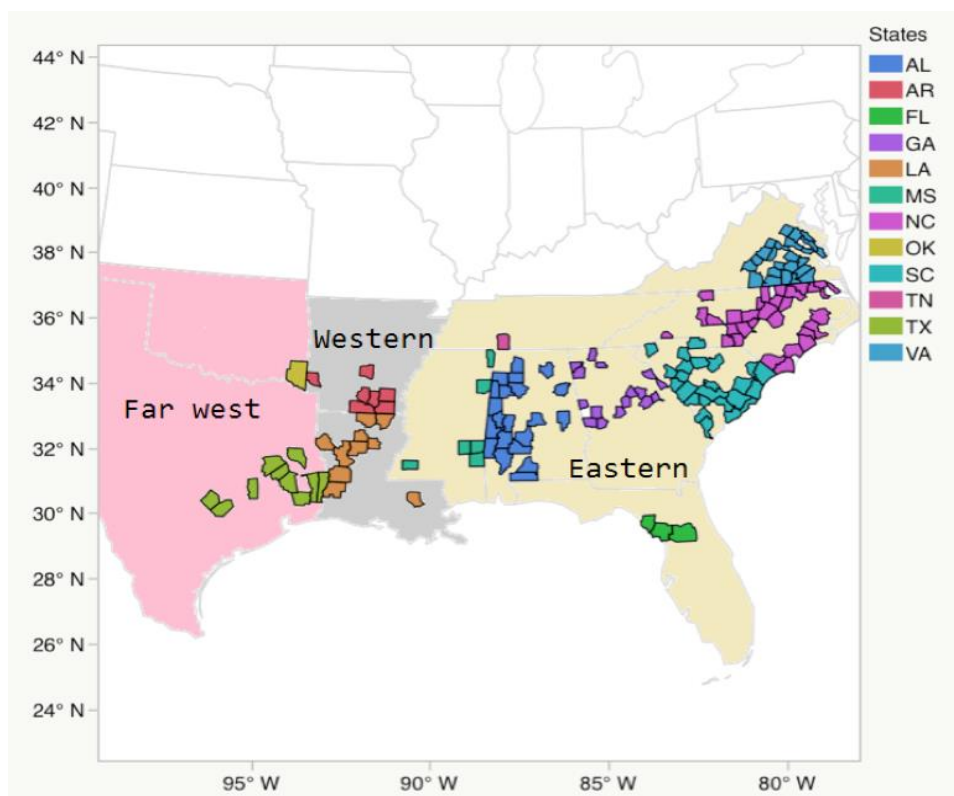 States
44° N
AL
AR
42° N
FL
GA
40° N
LA
MS
NC
38° N
OK
SC
36° N
TN
TX
VA
Western
34° N
Far west
32° N
Eastern
30° N
28° N
26° N
24° N
95° W 90° W 85° W 80° W